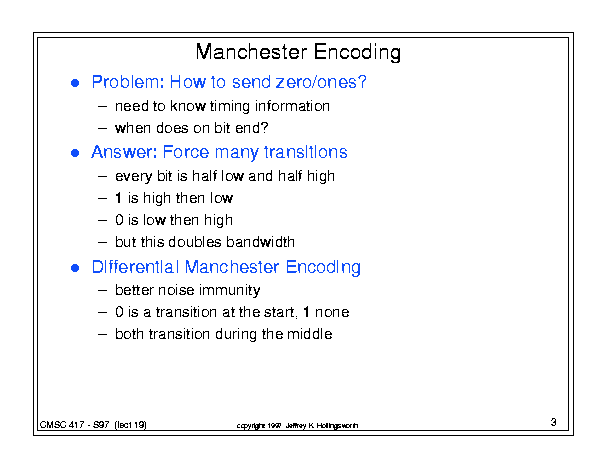 Manchester Encoding
● Problem: How to send zero/ones?
– need to know timing information
– when does on bit end?
● Answer: Force many transitions
– every bit is half low and half high
– 1 is high then low
– 0 is low then high
– but this doubles bandwidth
● Differential Manchester Encoding
– better noise immunity
– 0 is a transition at the start, 1 none
– both transition during the middle
CMSC 417 - S97 (lect 19)
copyright 1997 Jeffrey K. Hollingsworth
3